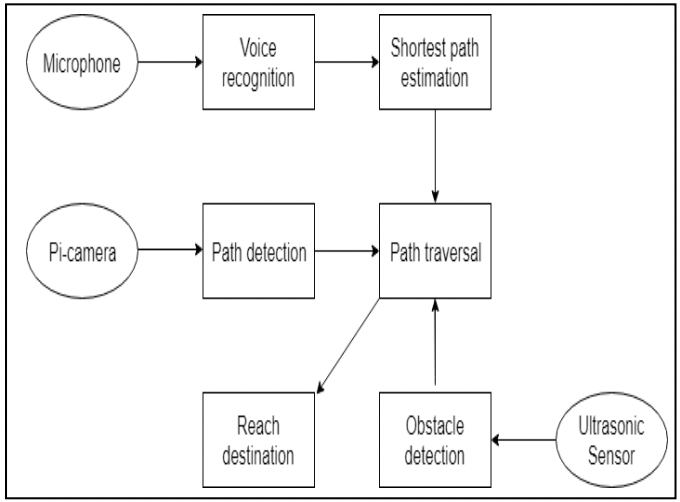 Microphone
Voice
recognition
Shortest path
estimation
Pi-camera
Path detection
Path traversal
Reach
destination
Obstacle
detection
Ultrasonic
Sensor